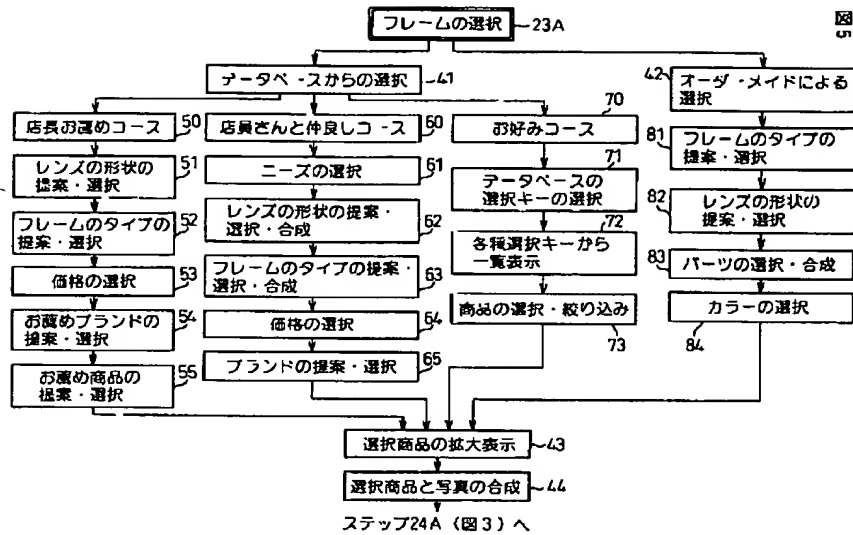 図5
フレームの選択
23A
データベースからの選択
41
42
オーダーメイドによる
選択
店長お薦めコース
50
レンズの形状の
提案・選択
51
フレームのタイプの
提案・選択
52
価格の選択
53
お薦めブランドの
提案・選択
54
お薦め商品の
提案・選択
55
店員さんと仲良しコース
60
ニーズの選択
61
レンズの形状の提案・
選択・合成
62
フレームのタイプの提案・
選択・合成
63
価格の選択
64
ブランドの提案・選択
65
70
お好みコース
71
データベースの
選択キーの選択
72
各種選択キーから
一覧表示
商品の選択・絞り込み
73
81
フレームのタイプの
提案・選択
82
レンズの形状の
提案・選択
83
パーツの選択・合成
カラーの選択
84
選択商品の拡大表示
43
選択商品と写真の合成
44
ステップ24A（図3）へ